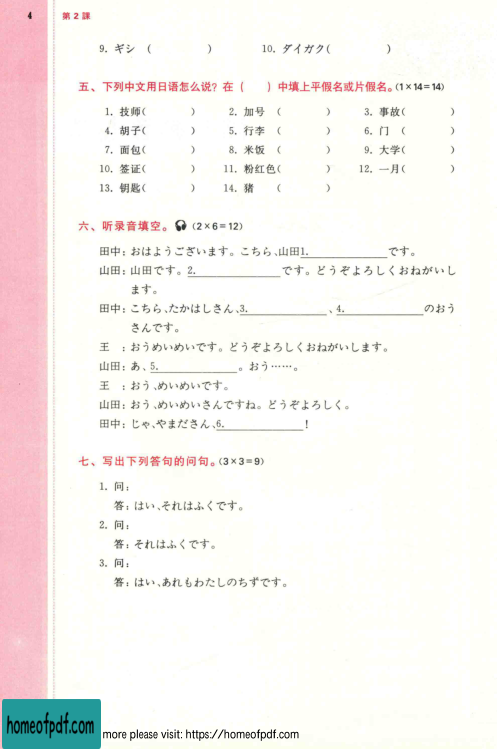 4 第２課
9. ギシ （ ） 10. ダイガク( )
五、下列中文用日语怎么说？在（ ）中填上平假名或片假名。(1×14=14)
1. 技师( ) 2. 加号 （ ） 3. 事故( )
4. 胡子( ) 5. 行李 （ ） 6. 门 （ ）
7. 面包( ) 8. 米饭 （ ） 9. 大学( )
10. 签证( ) 11. 粉红色( ) 12. 一月( )
13. 钥匙( ) 14. 猪 （ ）
六、听录音填空。 (2×6=12)
田中：おはようございます。こちら、山田1.______です。
山田：山田です。2.______です。どうぞよろしくおねがいし
ます。
田中：こちら、たかはしさん、3.______、4.______のおう
さんです。
王 ：おうめいめいです。どうぞよろしくおねがいします。
山田：あ、5.______。おう……。
王 ：おう、めいめいです。
山田：おう、めいめいさんですね。どうぞよろしく。
田中：じゃ、やまださん、6.______！
七、写出下列答句的问句。(3×3=9)
1. 问：
答：はい、それはふくです。
2. 问：
答：それはふくです。
3. 问：
答：はい、あれもわたしのちずです。
homeofpdf.com more please visit: https://homeofpdf.com